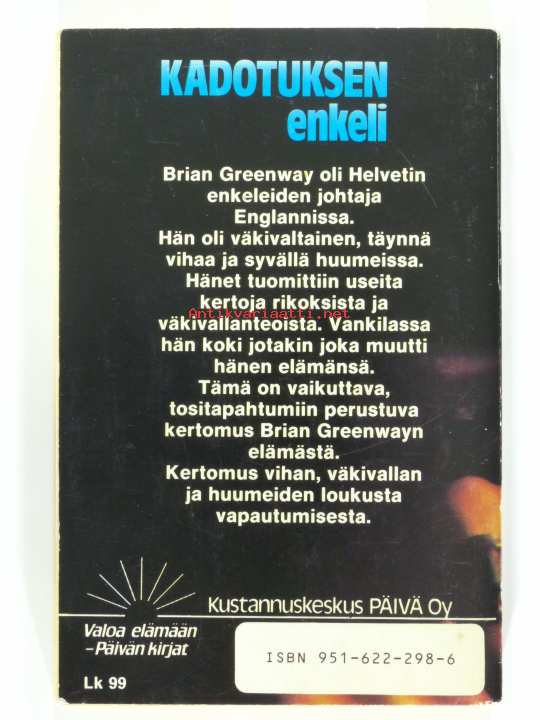 KADOTUKSEN
enkeli
Brian Greenway oli Helvetin
enkeleiden johtaja
Englannissa.
Hän oli väkivaltainen, täynnä
vihaa ja syvällä huumeissa.
Hänet tuomittiin useita
kertoja rikoksista ja
Antikvariaatti.net
väkivallanteoista. Vankilassa
hän koki jotakin joka muutti
hänen elämänsä.
Tämä on vaikuttava,
tositapahtumiin perustuva
kertomus Brian Greenwayn
elämästä.
Kertomus vihan, väkivallan
ja huumeiden loukusta
vapautumisesta.
Kustannuskeskus PÄIVÄ Oy
Valoa elämään
–Päivän kirjat
ISBN 951-622-298-6
Lk 99